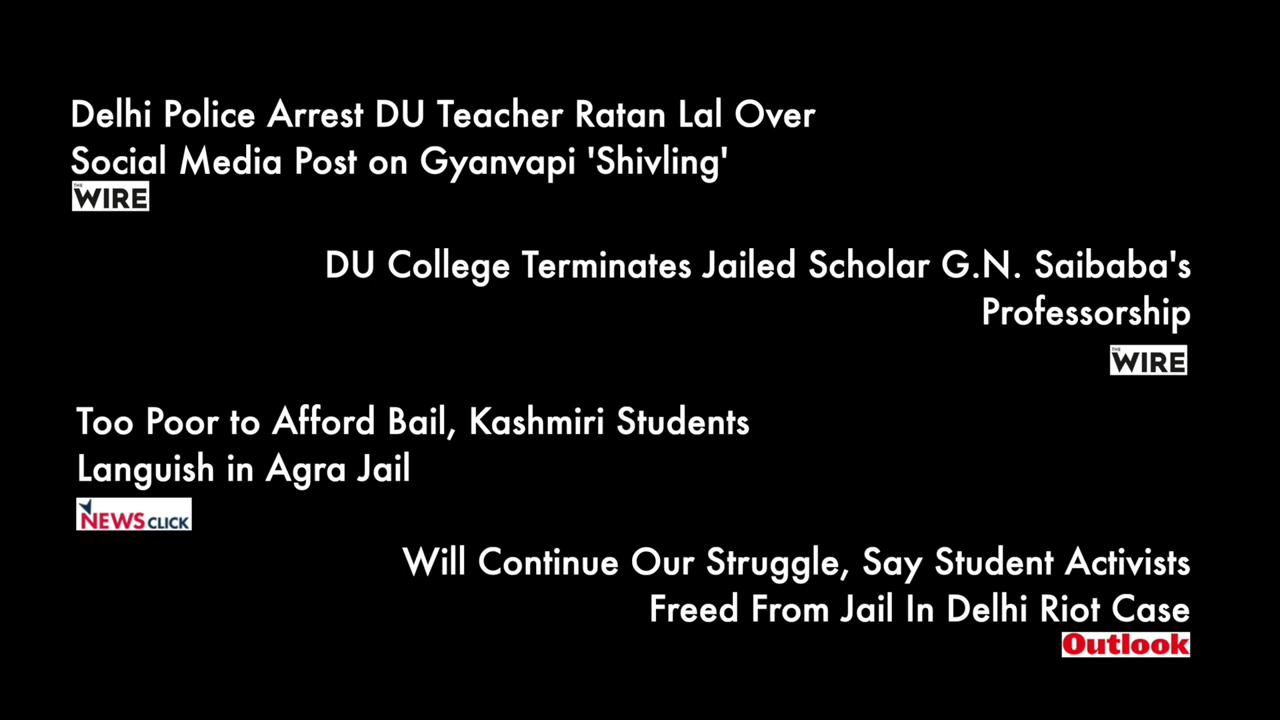 Delhi Police Arrest DU Teacher Ratan Lal Over
Social Media Post on Gyanvapi 'Shivling'
THE WIRE
DU College Terminates Jailed Scholar G.N. Saibaba's
Professorship
THE WIRE
Too Poor to Afford Bail, Kashmiri Students
Languish in Agra Jail
NEWSCLICK
Will Continue Our Struggle, Say Student Activists
Freed From Jail In Delhi Riot Case
Outlook